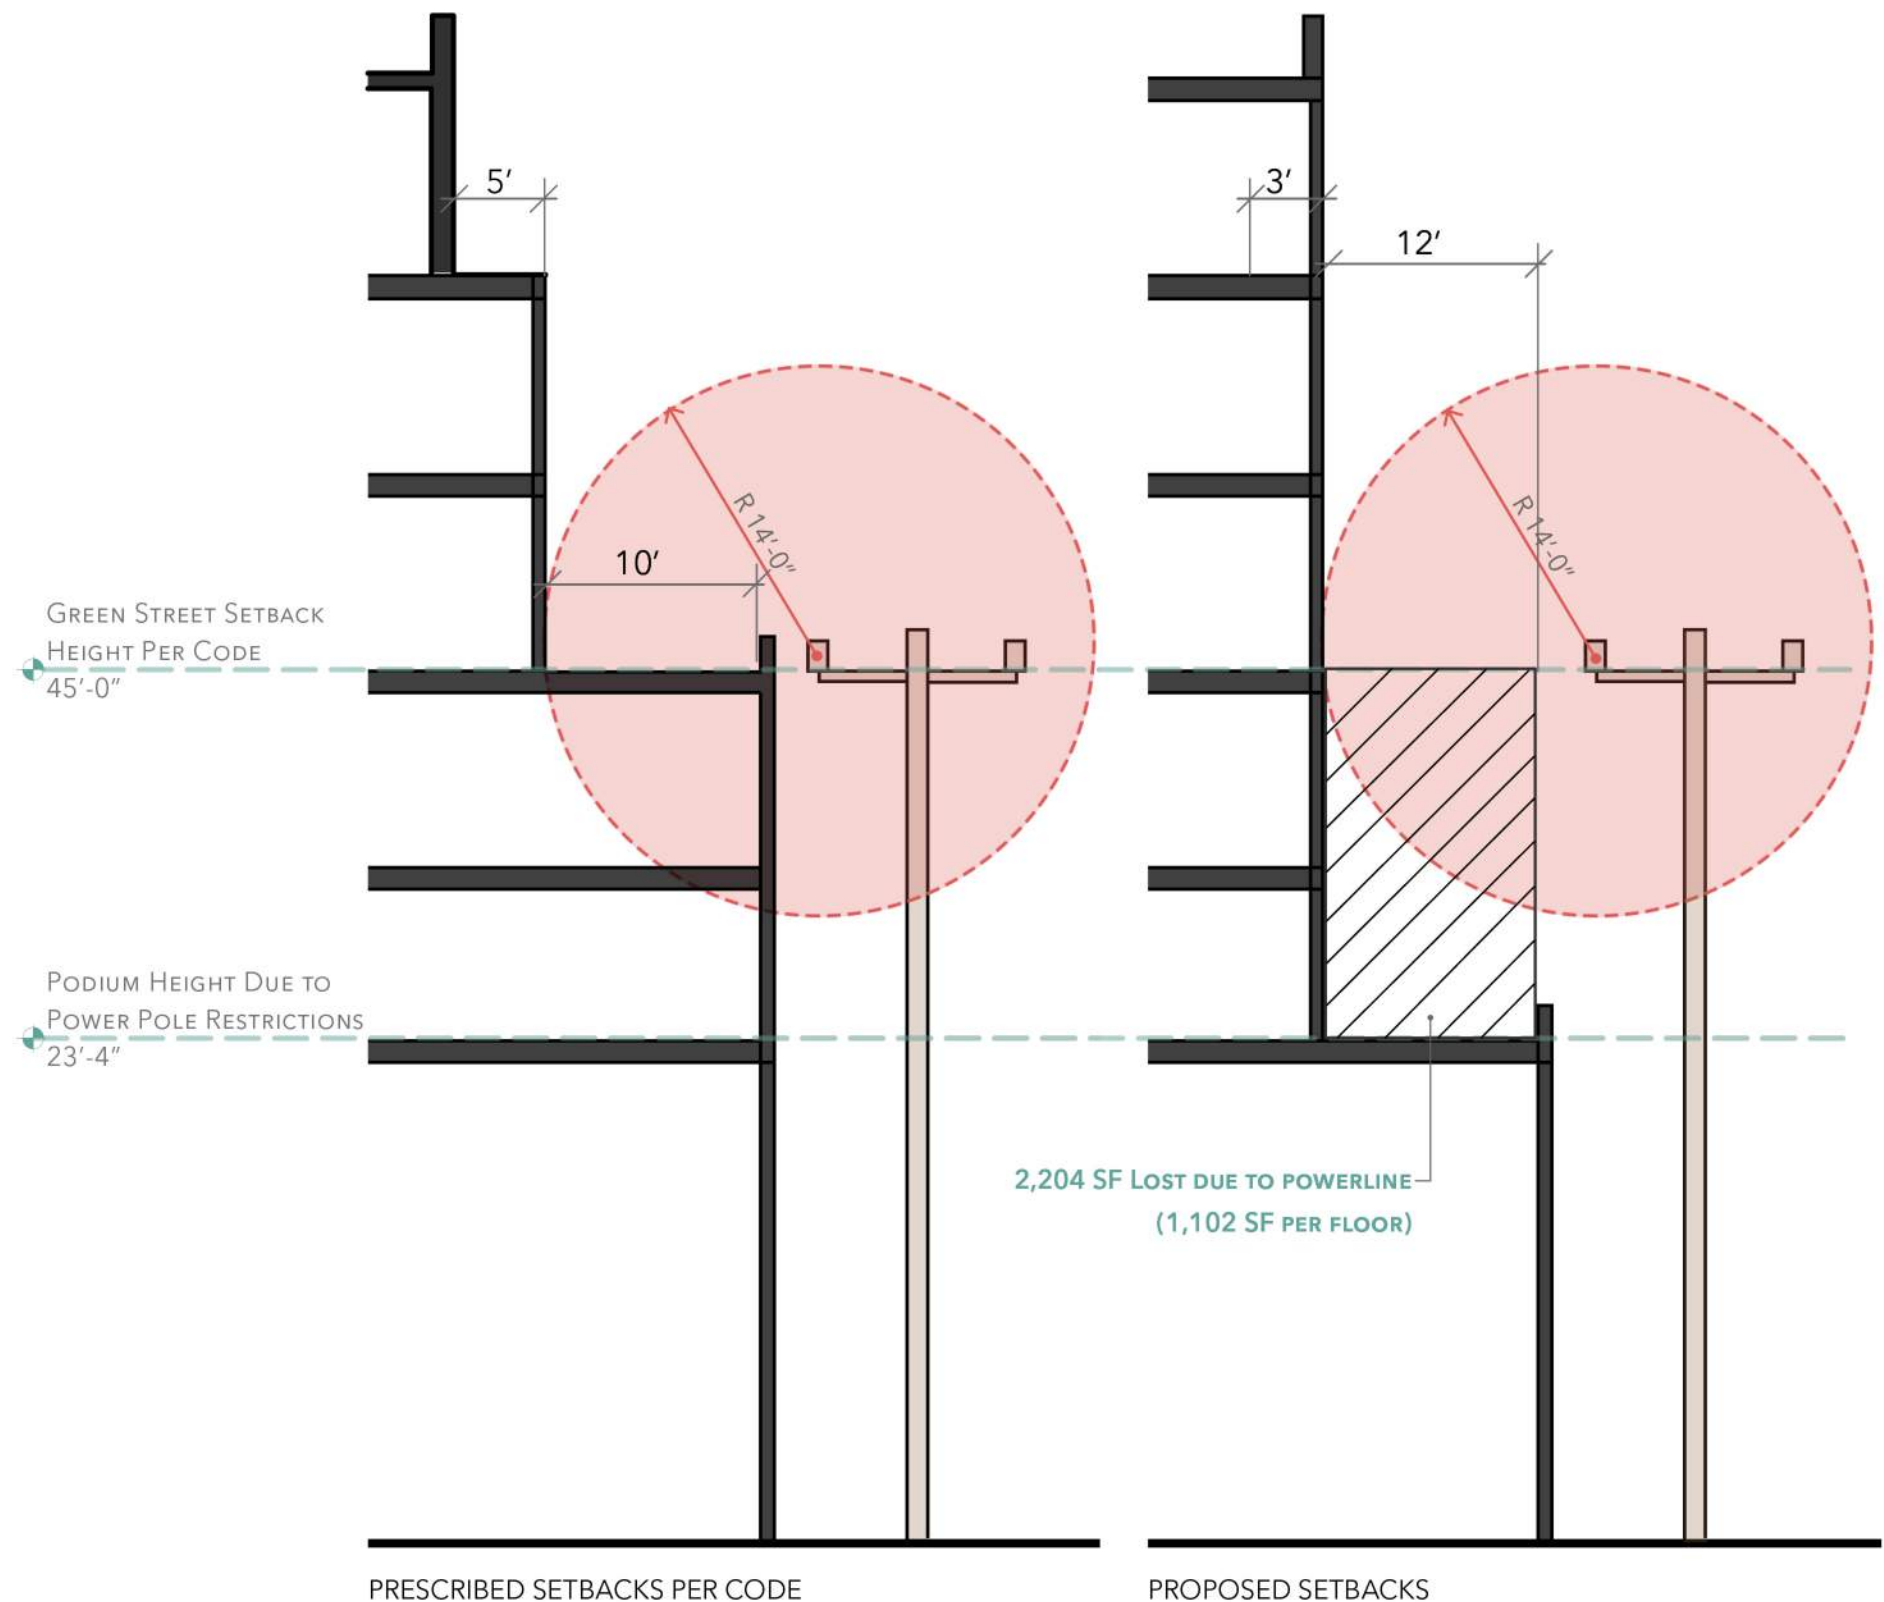 5'
3'
12'
R 14'-0"
R 14'-0"
10'
GREEN STREET SETBACK
HEIGHT PER CODE
45'-0"
PODIUM HEIGHT DUE TO
POWER POLE RESTRICTIONS
23'-4"
2,204 SF LOST DUE TO POWERLINE
(1,102 SF PER FLOOR)
PRESCRIBED SETBACKS PER CODE
PROPOSED SETBACKS